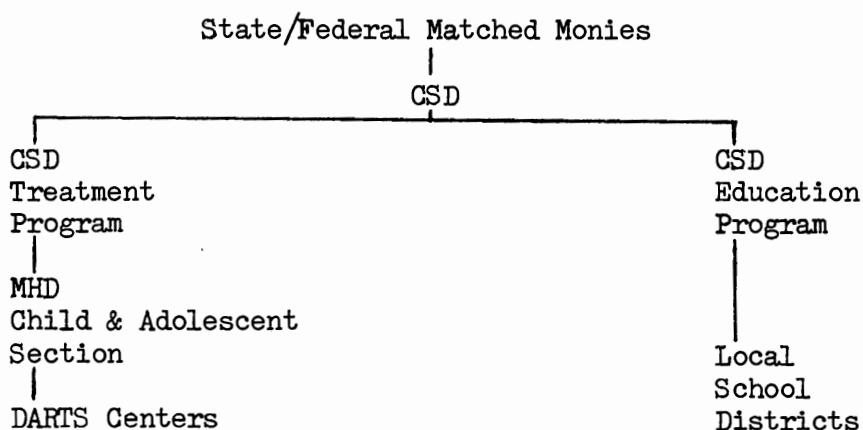 State/Federal Matched Monies
CSD
CSD
Treatment
Program
MHD
Child & Adolescent
Section
DARTS Centers
CSD
Education
Program
Local
School
Districts